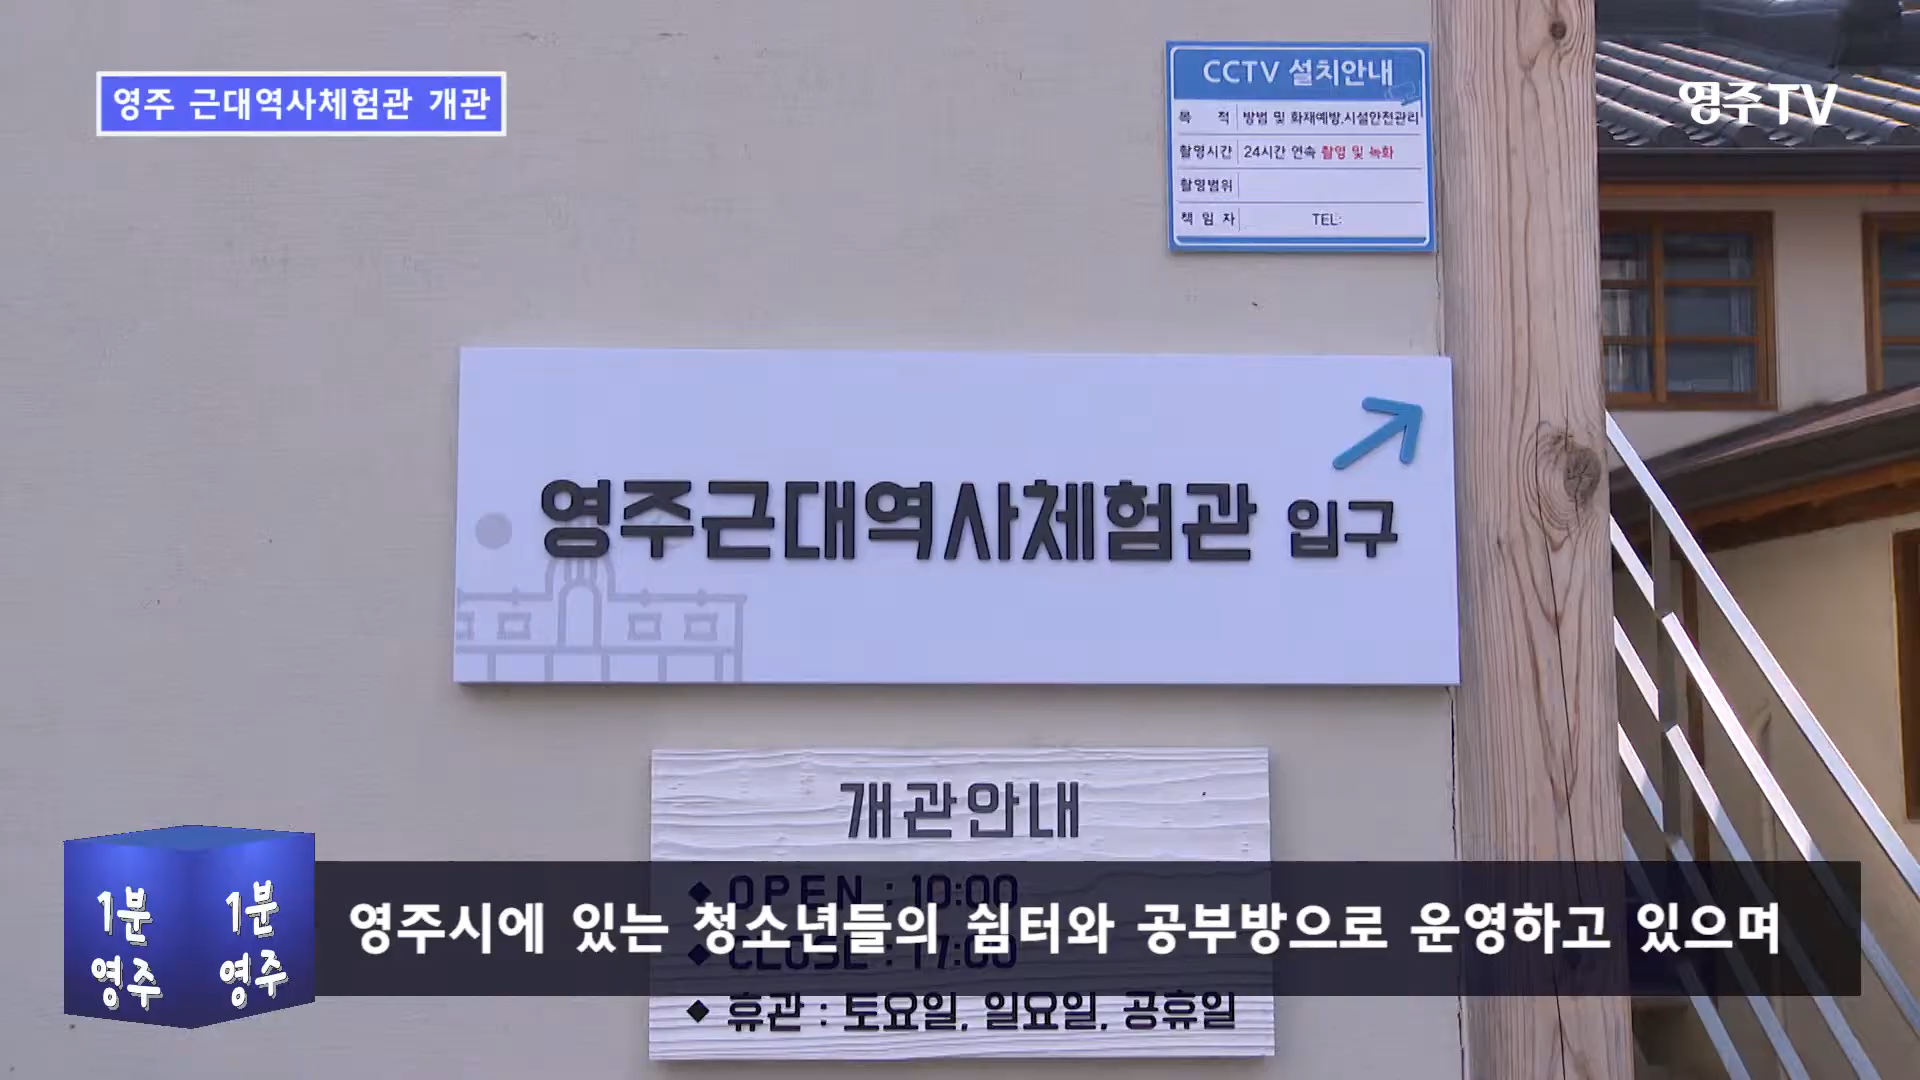 영주 근대역사체험관 개관
영주TV
CCTV 설치안내
목 적 방범 및 화재예방,시설안전관리
촬영시간 24시간 연속 촬영 및 녹화
촬영범위
책 임 자 TEL:
영주근대역사체험관 입구
개관안내
◆ OPEN : 10:00
◆ CLOSE : 17:00
◆ 휴관 : 토요일, 일요일, 공휴일
1분 영주
1분 영주
영주시에 있는 청소년들의 쉼터와 공부방으로 운영하고 있으며